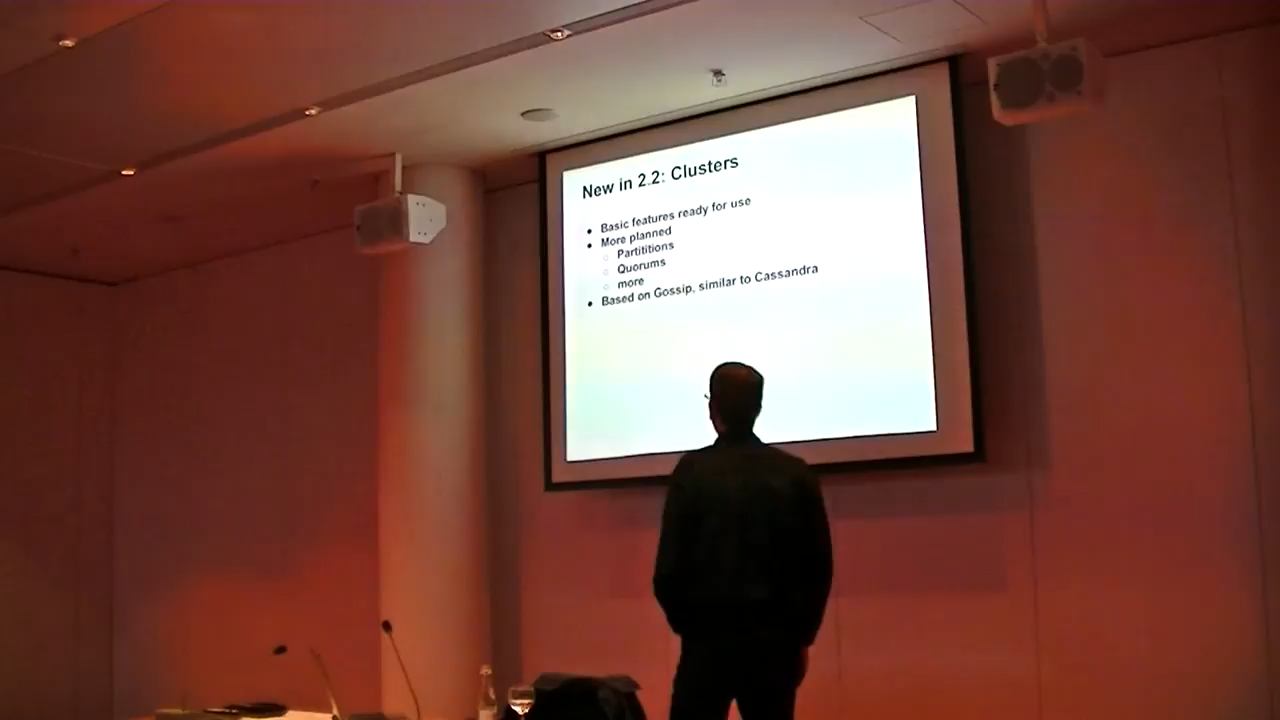 New in 2.2: Clusters
Basic features ready for use
More planned
Partititions
Quorums
more
Based on Gossip, similar to Cassandra